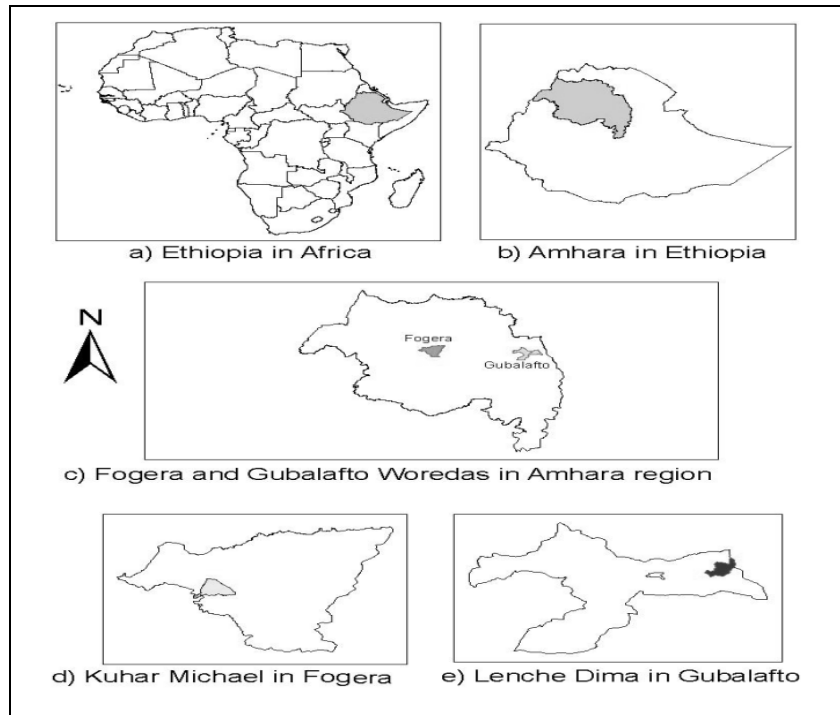 a) Ethiopia in Africa
b) Amhara in Ethiopia
N
Fogera
Gubalafto
c) Fogera and Gubalafto Woredas in Amhara region
d) Kuhar Michael in Fogera
e) Lenche Dima in Gubalafto